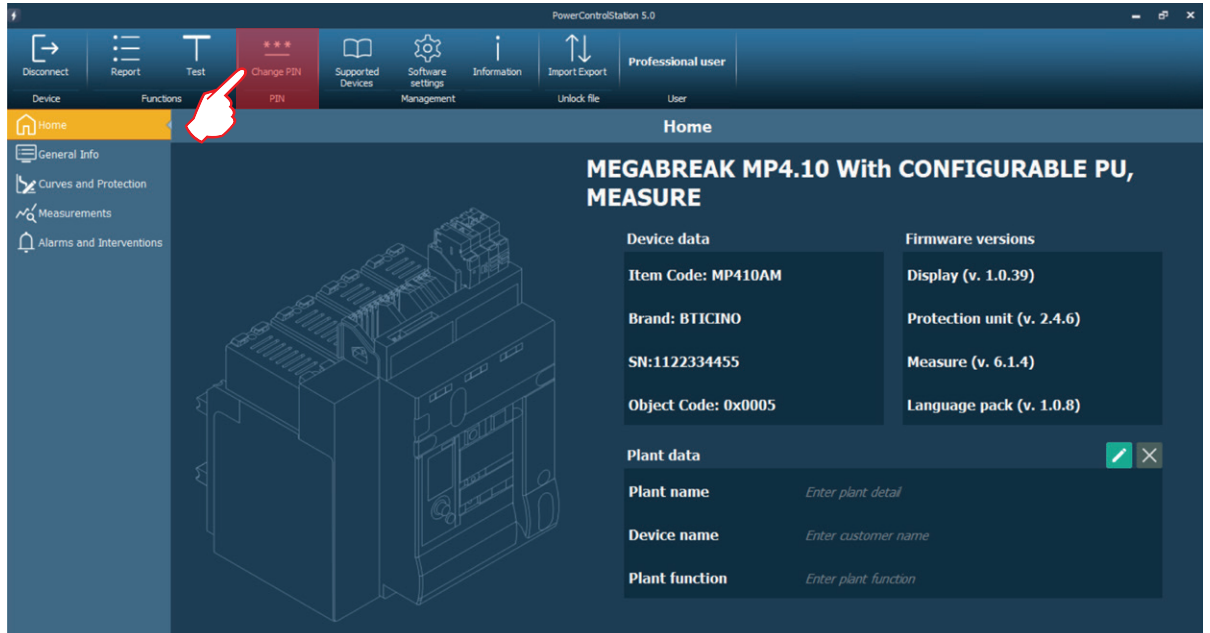 PowerControlStation 5.0
Disconnect
Report
Test
***
Change PIN
Supported
Devices
Software
settings
Information
Import Export
Professional user
Device
Functions
PIN
Management
Unlock file
User
Home
General Info
Curves and Protection
Measurements
Alarms and Interventions
Home
MEGABREAK MP4.10 With CONFIGURABLE PU,
MEASURE
Device data
Item Code: MP410AM
Brand: BTICINO
SN:1122334455
Object Code: 0x0005
Firmware versions
Display (v. 1.0.39)
Protection unit (v. 2.4.6)
Measure (v. 6.1.4)
Language pack (v. 1.0.8)
Plant data
Plant name Enter plant detail
Device name Enter customer name
Plant function Enter plant function